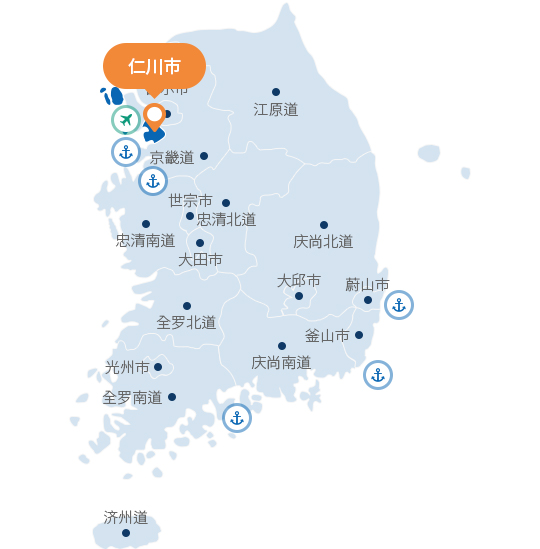 仁川市
江原道
京畿道
世宗市
忠清北道
忠清南道
庆尚北道
大田市
大邱市
蔚山市
全罗北道
釜山市
庆尚南道
光州市
全罗南道
济州道